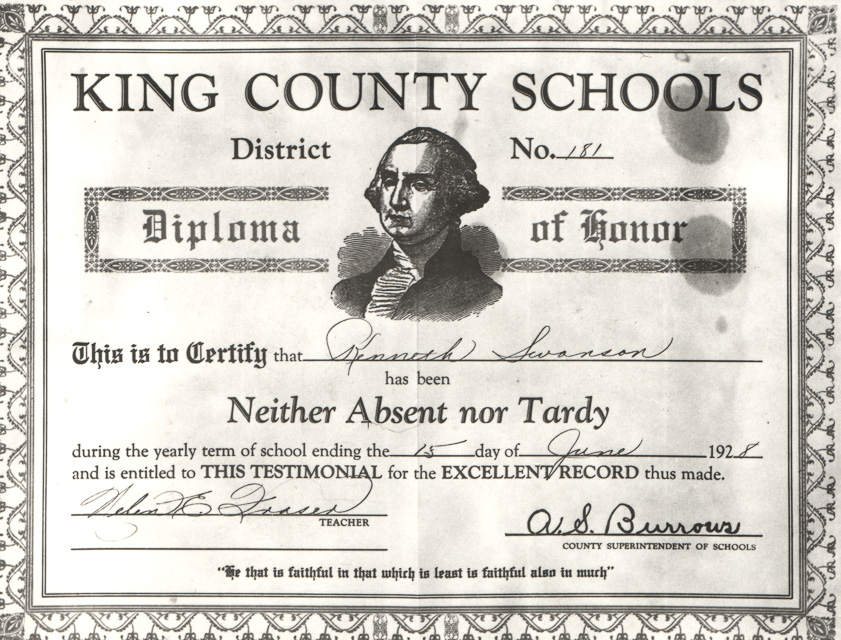 KING COUNTY SCHOOLS
District No. 181
Diploma of Honor
This is to Certify that Kenneth Swanson
has been
Neither Absent nor Tardy
during the yearly term of school ending the 15 day of June 1928
and is entitled to THIS TESTIMONIAL for the EXCELLENT RECORD thus made.
Helen E. Fraser
TEACHER
A. S. Burrows
COUNTY SUPERINTENDENT OF SCHOOLS
"He that is faithful in that which is least is faithful also in much"